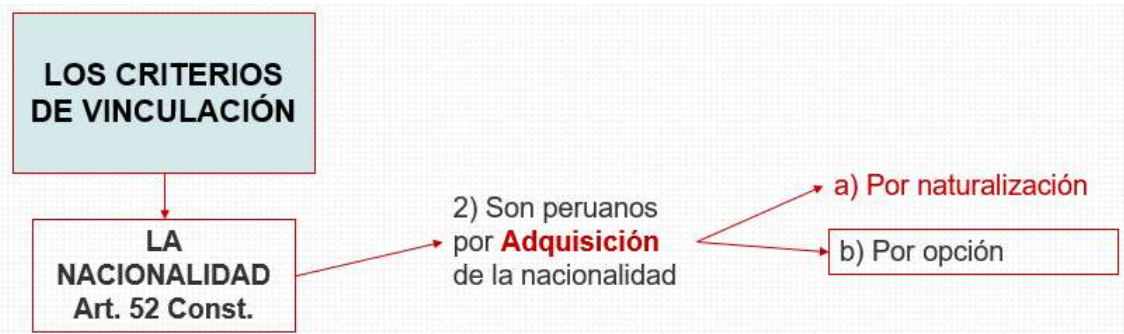 LOS CRITERIOS
DE VINCULACIÓN
LA
NACIONALIDAD
Art. 52 Const.
2) Son peruanos
por Adquisición
de la nacionalidad
a) Por naturalización
b) Por opción